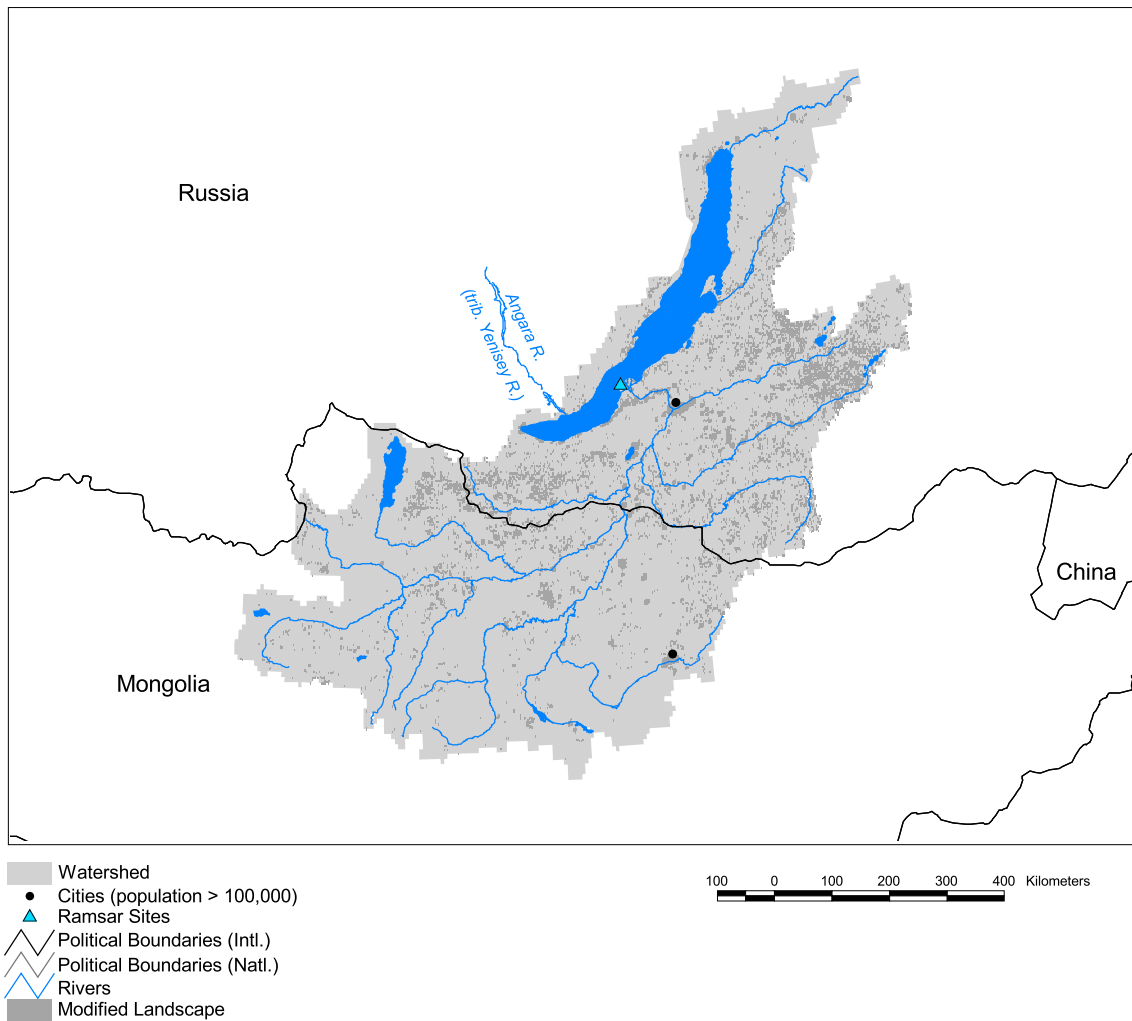 Russia
Angara R.
(trib. Yenisey R.)
China
Mongolia
Watershed
Cities (population > 100,000)
Ramsar Sites
Political Boundaries (Intl.)
Political Boundaries (Natl.)
Rivers
Modified Landscape
100 0 100 200 300 400 Kilometers